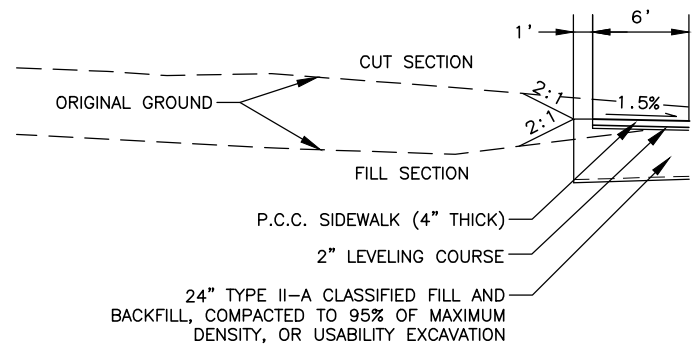 1' 6'
CUT SECTION
2:1
1.5%
ORIGINAL GROUND
2:1
FILL SECTION
P.C.C. SIDEWALK (4” THICK)
2” LEVELING COURSE
24” TYPE II–A CLASSIFIED FILL AND
BACKFILL, COMPACTED TO 95% OF MAXIMUM
DENSITY, OR USABILITY EXCAVATION